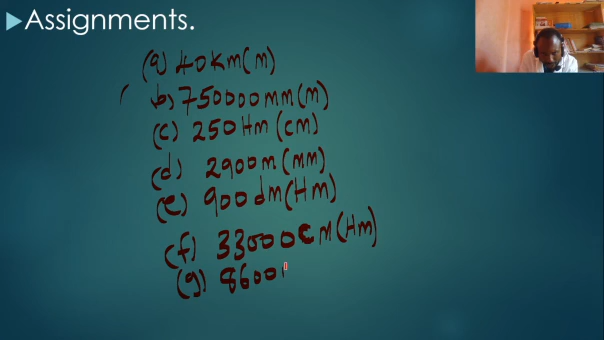 Assignments.
(a) 40Km(m)
(b) 750000mm(m)
(c) 250Hm(cm)
(d) 2900m(mm)
(e) 900dm(Hm)
(f) 33000cm(Hm)
(g) 8600